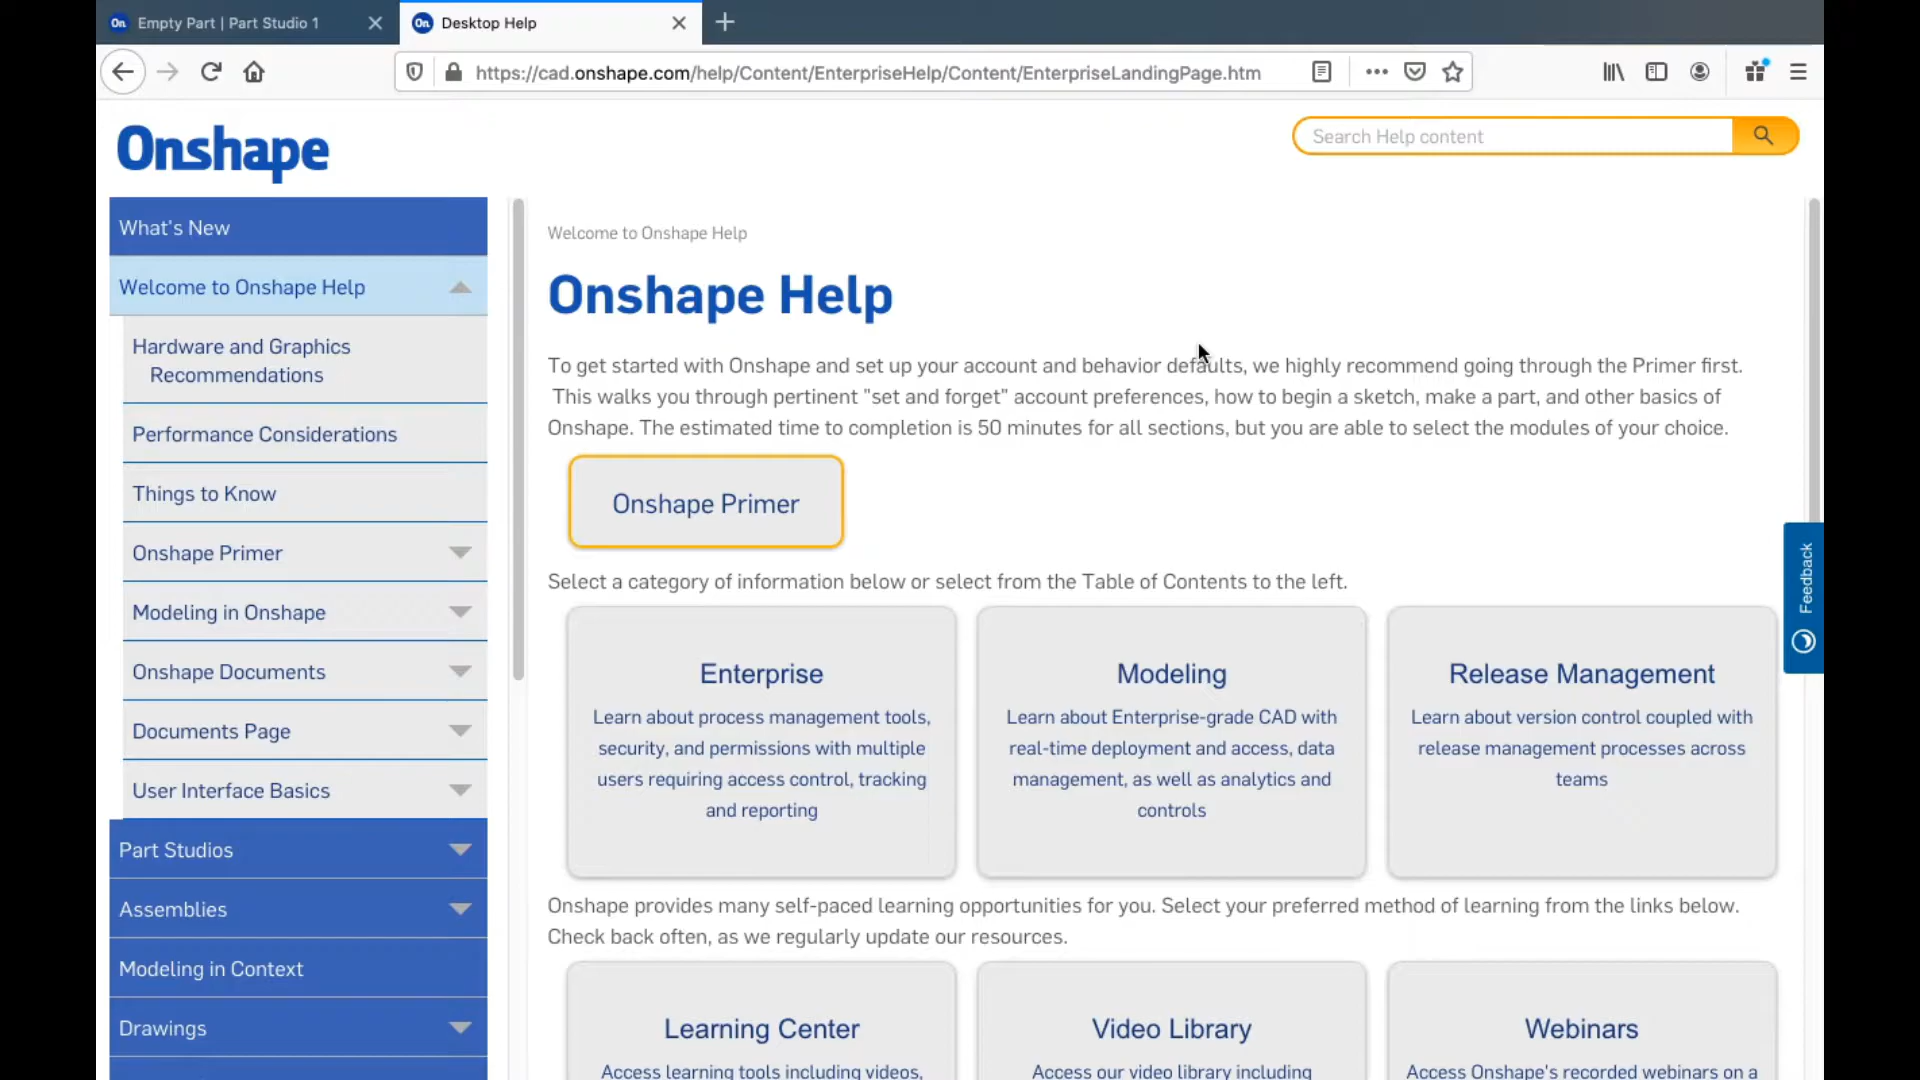 On Empty Part | Part Studio 1
On Desktop Help
https://cad.onshape.com/help/Content/EnterpriseHelp/Content/EnterpriseLandingPage.htm
Onshape
Search Help content
What's New
Welcome to Onshape Help
Hardware and Graphics
Recommendations
Performance Considerations
Things to Know
Onshape Primer
Modeling in Onshape
Onshape Documents
Documents Page
User Interface Basics
Part Studios
Assemblies
Modeling in Context
Drawings
Welcome to Onshape Help
Onshape Help
To get started with Onshape and set up your account and behavior defaults, we highly recommend going through the Primer first.
This walks you through pertinent "set and forget" account preferences, how to begin a sketch, make a part, and other basics of
Onshape. The estimated time to completion is 50 minutes for all sections, but you are able to select the modules of your choice.
Onshape Primer
Select a category of information below or select from the Table of Contents to the left.
Enterprise
Learn about process management tools,
security, and permissions with multiple
users requiring access control, tracking
and reporting
Modeling
Learn about Enterprise-grade CAD with
real-time deployment and access, data
management, as well as analytics and
controls
Release Management
Learn about version control coupled with
release management processes across
teams
Onshape provides many self-paced learning opportunities for you. Select your preferred method of learning from the links below.
Check back often, as we regularly update our resources.
Learning Center
Access learning tools including videos,
Video Library
Access our video library including
Webinars
Access Onshape's recorded webinars on a
Feedback